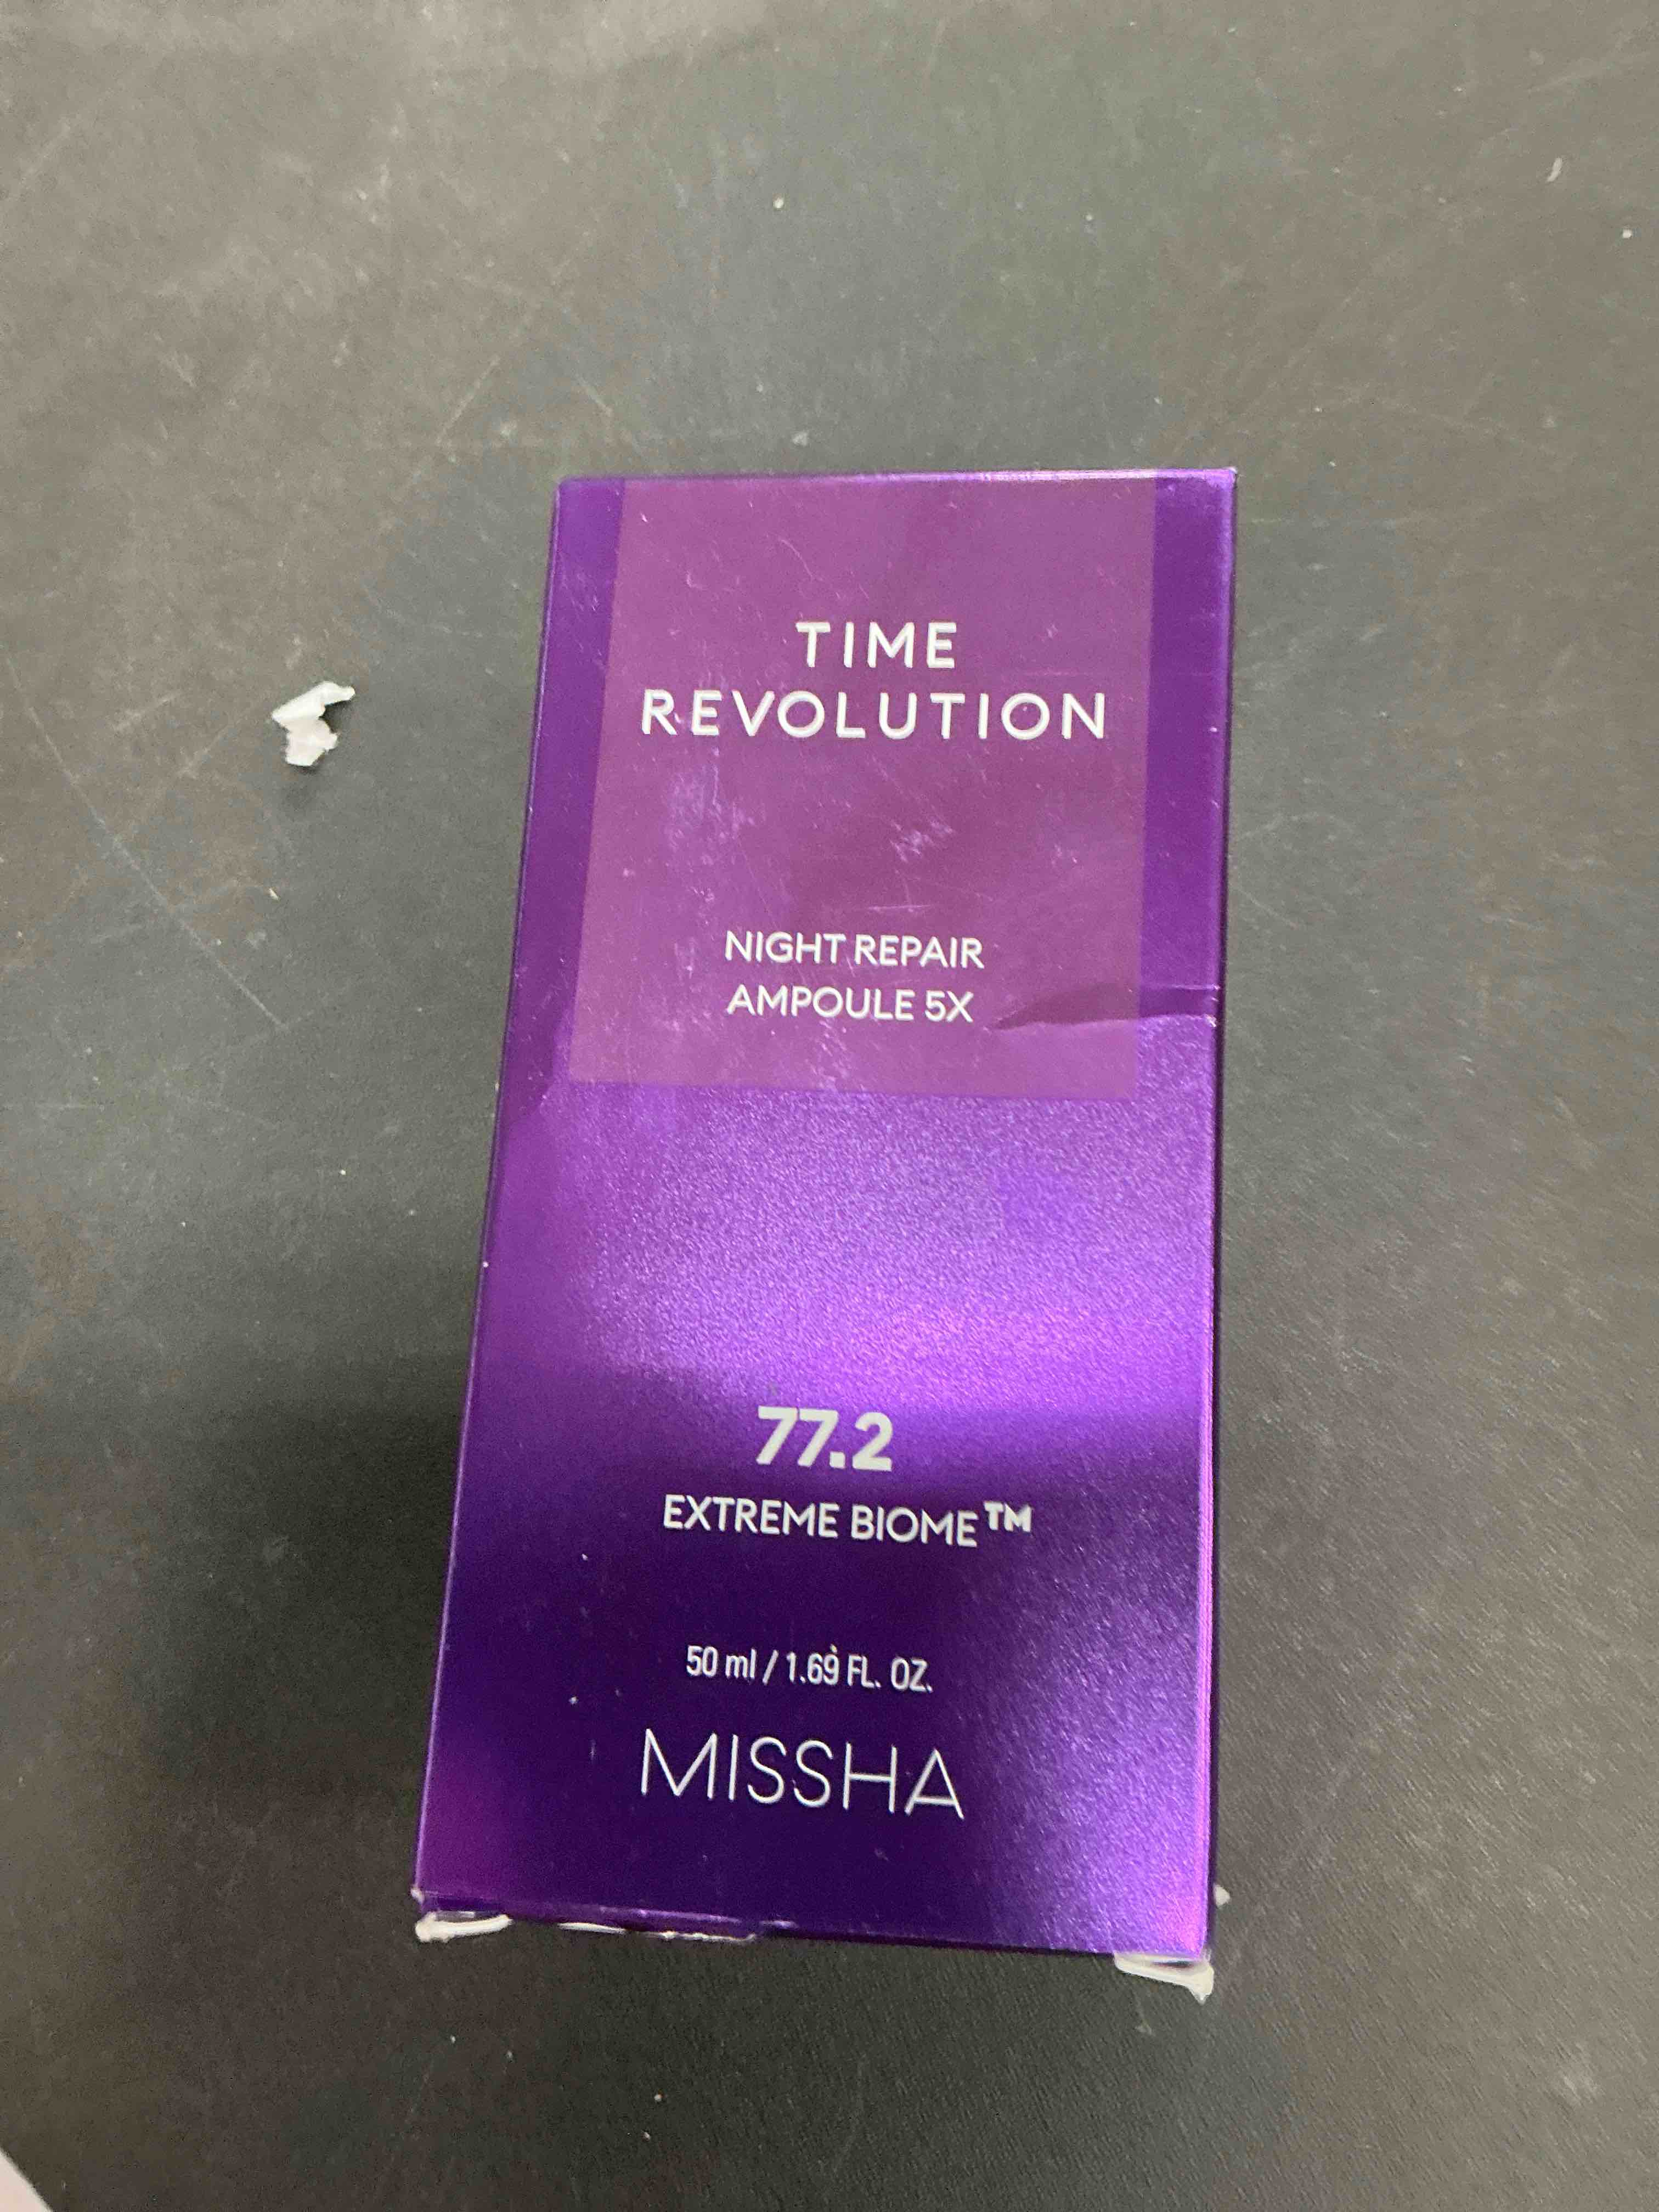 TIME
REVOLUTION
NIGHT REPAIR
AMPOULE 5X
77.2
EXTREME BIOME™
50 ml / 1.69 FL. OZ.
MISSHA